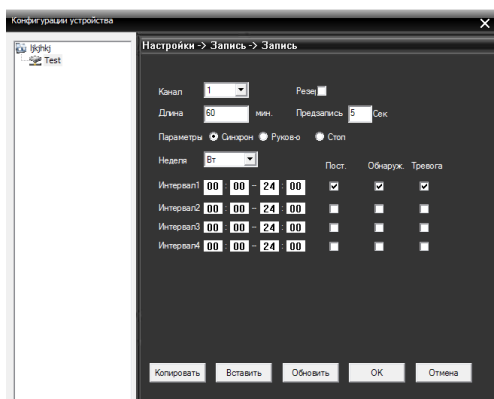 Конфигурации устройства
ljkjhkj
Test
Настройки -> Запись -> Запись
Канал 1 Резе
Длина 60 мин. Предзапись 5 Сек
Параметры Синхрон Руков-о Стоп
Неделя Вт
Пост. Обнаруж. Тревога
Интервал1 00 : 00 - 24 : 00
Интервал2 00 : 00 - 24 : 00
Интервал3 00 : 00 - 24 : 00
Интервал4 00 : 00 - 24 : 00
Копировать Вставить Обновить OK Отмена